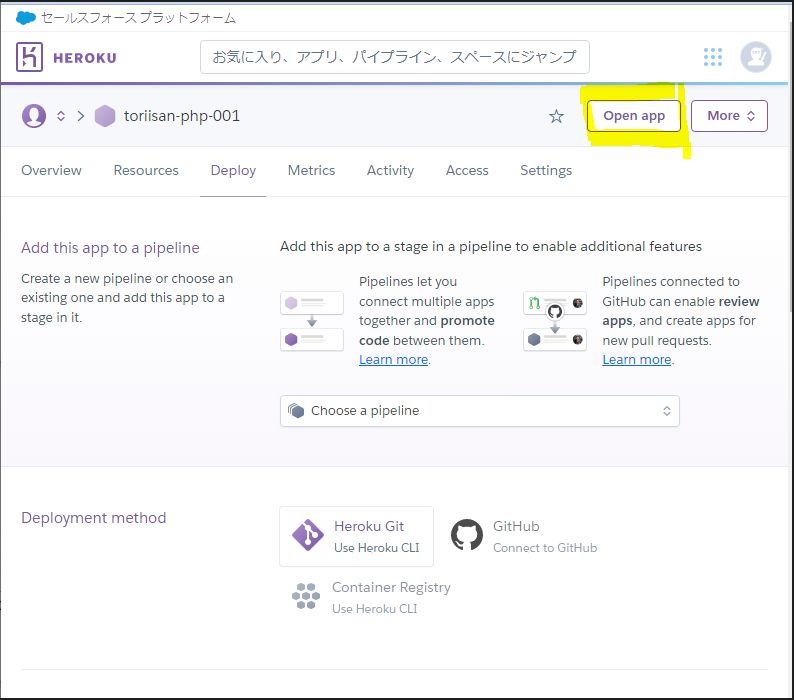 セールスフォース プラットフォーム
HEROKU
お気に入り、アプリ、パイプライン、スペースにジャンプ
toriisan-php-001
Open app
More
Overview
Resources
Deploy
Metrics
Activity
Access
Settings
Add this app to a pipeline
Create a new pipeline or choose an
existing one and add this app to a
stage in it.
Add this app to a stage in a pipeline to enable additional features
Pipelines let you
connect multiple apps
together and promote
code between them.
Learn more.
Pipelines connected to
GitHub can enable review
apps, and create apps for
new pull requests.
Learn more.
Choose a pipeline
Deployment method
Heroku Git
Use Heroku CLI
GitHub
Connect to GitHub
Container Registry
Use Heroku CLI